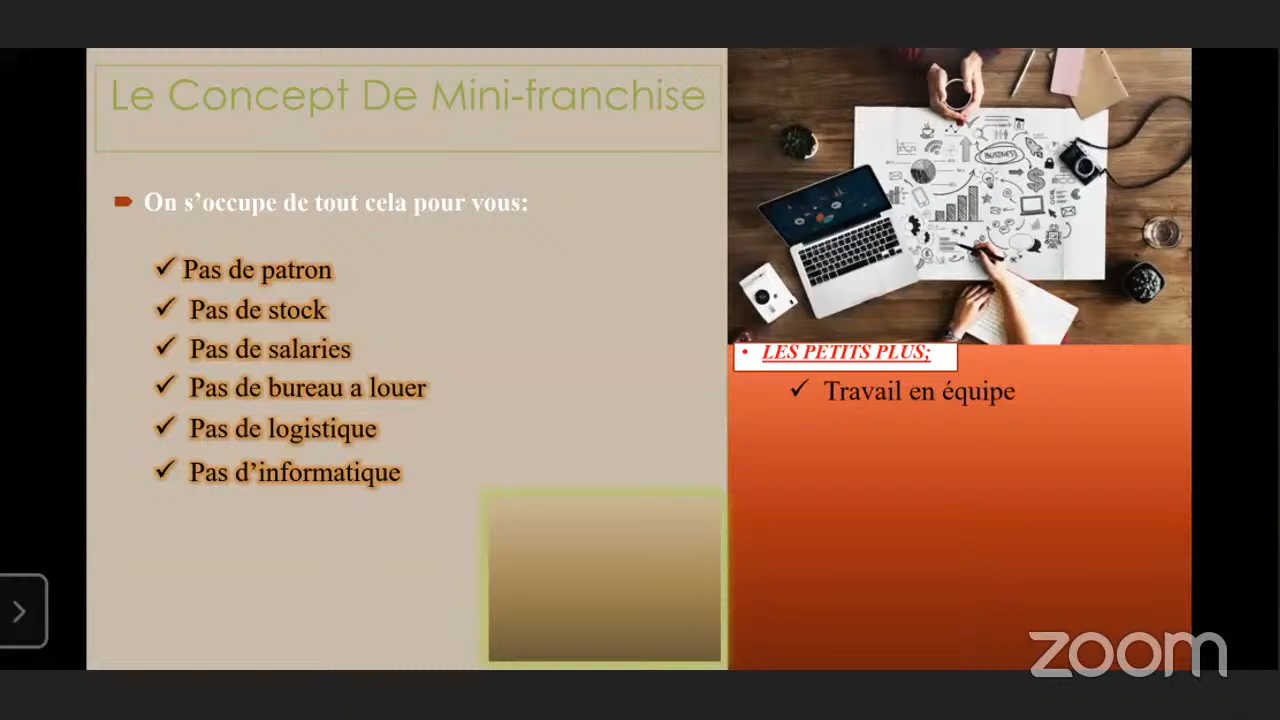 Le Concept De Mini-franchise
On s’occupe de tout cela pour vous:
Pas de patron
Pas de stock
Pas de salaries
Pas de bureau a louer
Pas de logistique
Pas d’informatique
BUSINESS
LES PETITS PLUS;
Travail en équipe
zoom